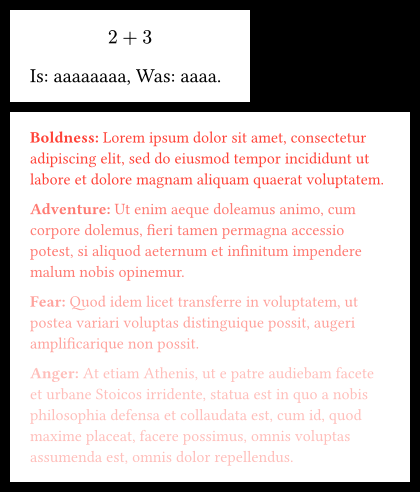 2 + 3
Is: aaaaaaaa, Was: aaaa.
Boldness: Lorem ipsum dolor sit amet, consectetur
adipiscing elit, sed do eiusmod tempor incididunt ut
labore et dolore magnam aliquam quaerat voluptatem.
Adventure: Ut enim aeque doleamus animo, cum
corpore dolemus, fieri tamen permagna accessio
potest, si aliquod aeternum et infinitum impendere
malum nobis opinemur.
Fear: Quod idem licet transferre in voluptatem, ut
postea variari voluptas distinguique possit, augeri
amplificarique non possit.
Anger: At etiam Athenis, ut e patre audiebam facete
et urbane Stoicos irridente, statua est in quo a nobis
philosophia defensa et collaudata est, cum id, quod
maxime placeat, facere possimus, omnis voluptas
assumenda est, omnis dolor repellendus.